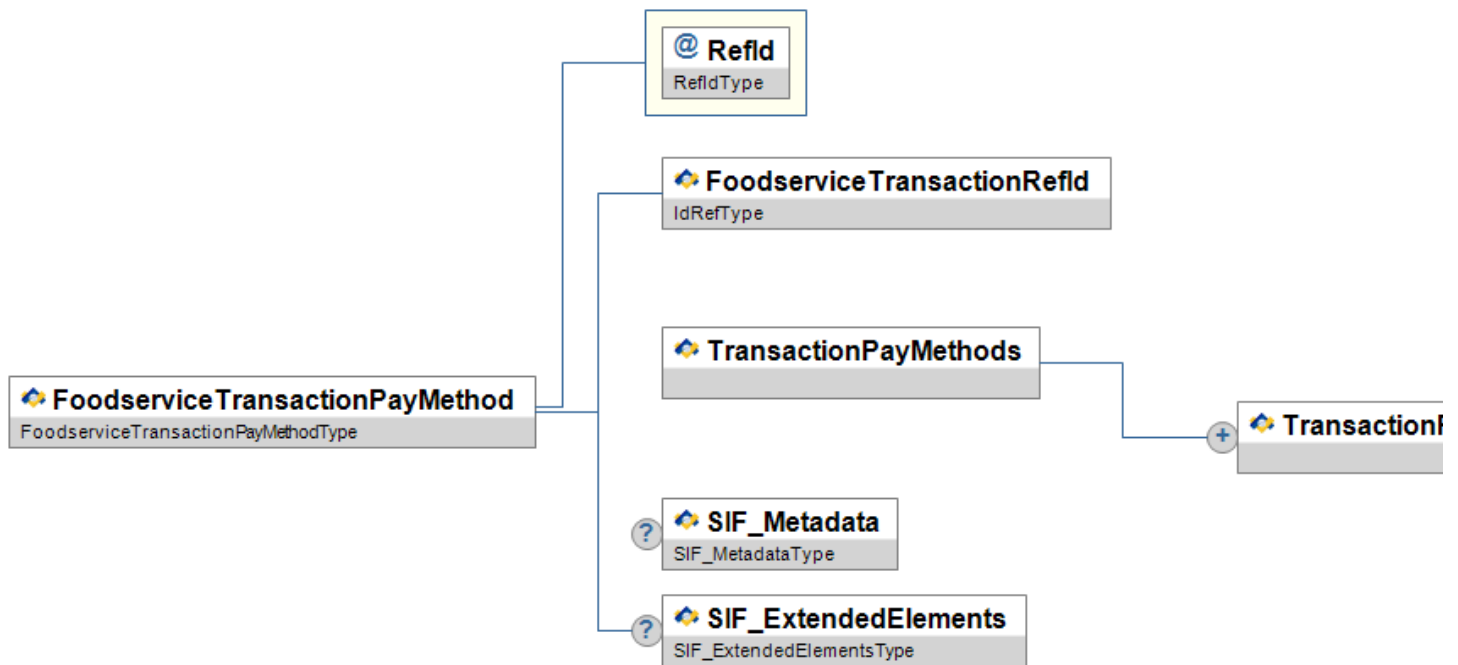 @ RefId
RefIdType
FoodserviceTransactionRefId
IdRefType
TransactionPayMethods
FoodserviceTransactionPayMethod
FoodserviceTransactionPayMethodType
+
?
SIF_Metadata
SIF_MetadataType
?
SIF_ExtendedElements
SIF_ExtendedElementsType